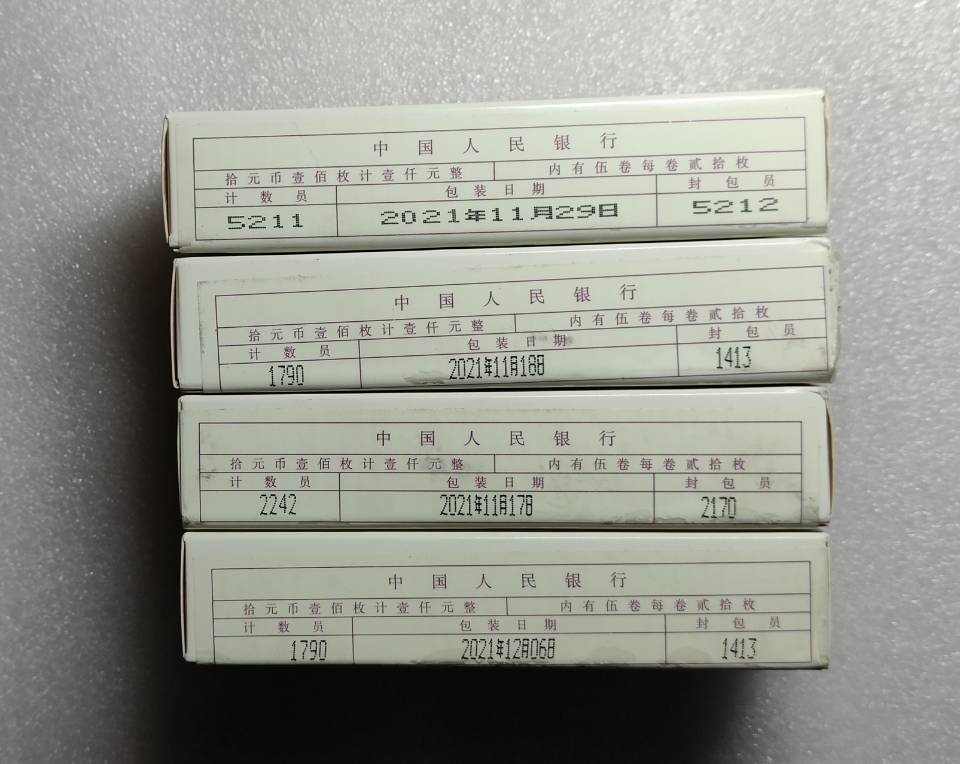 中国人民银行
拾元币壹佰枚计壹仟元整 内有伍卷每卷贰拾枚
计数员 包装日期 封包员
5211 2021年11月29日 5212
中国人民银行
拾元币壹佰枚计壹仟元整 内有伍卷每卷贰拾枚
计数员 包装日期 封包员
1790 2021年11月18日 1413
中国人民银行
拾元币壹佰枚计壹仟元整 内有伍卷每卷贰拾枚
计数员 包装日期 封包员
2242 2021年11月17日 2170
中国人民银行
拾元币壹佰枚计壹仟元整 内有伍卷每卷贰拾枚
计数员 包装日期 封包员
1790 2021年12月06日 1413